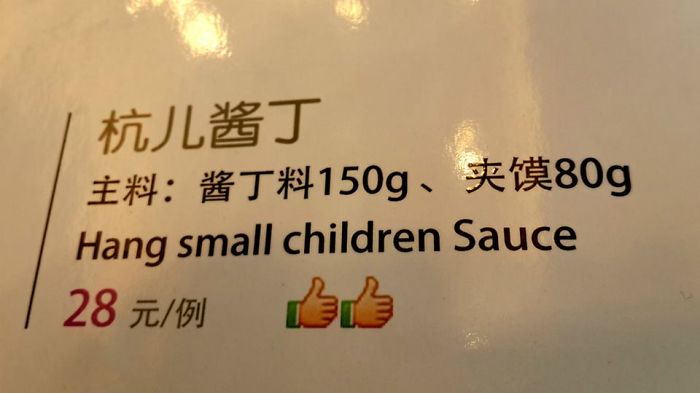 杭儿酱丁
主料：酱丁料150g、夹馍80g
Hang small children Sauce
28 元/例